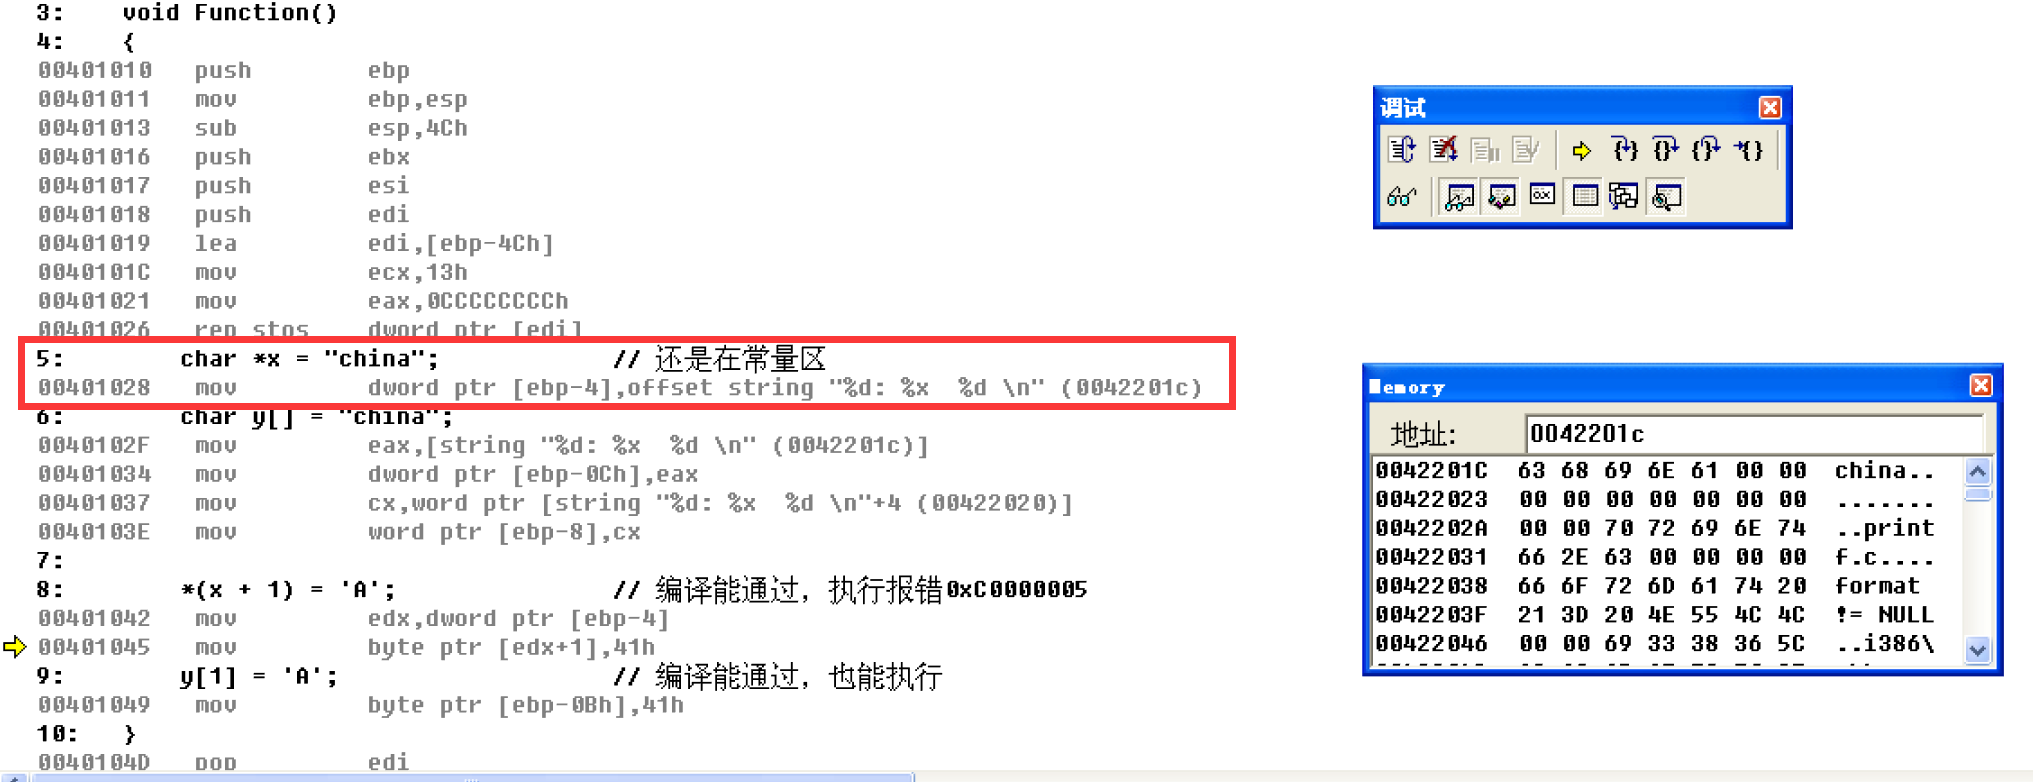 3:    void Function()
4:    {
00401010   push        ebp
00401011   mov         ebp,esp
00401013   sub         esp,4Ch
00401016   push        ebx
00401017   push        esi
00401018   push        edi
00401019   lea         edi,[ebp-4Ch]
0040101C   mov         ecx,13h
00401021   mov         eax,0CCCCCCCCh
00401026   rep stos    dword ptr [edi]
5:        char *x = "china";            // 还是在常量区
00401028   mov         dword ptr [ebp-4],offset string "%d: %x  %d \n" (0042201c)
6:        char y[] = "china";
0040102F   mov         eax,[string "%d: %x  %d \n" (0042201c)]
00401034   mov         dword ptr [ebp-0Ch],eax
00401037   mov         cx,word ptr [string "%d: %x  %d \n"+4 (00422020)]
0040103E   mov         word ptr [ebp-8],cx
7:
8:        *(x + 1) = 'A';               // 编译能通过，执行报错0xC0000005
00401042   mov         edx,dword ptr [ebp-4]
00401045   mov         byte ptr [edx+1],41h
9:        y[1] = 'A';                   // 编译能通过，也能执行
00401049   mov         byte ptr [ebp-0Bh],41h
10:   }
0040104D   pop         edi
调试
Memory
地址: 0042201c
0042201C  63 68 69 6E 61 00 00  china..
00422023  00 00 00 00 00 00 00  .......
0042202A  00 00 70 72 69 6E 74  ..print
00422031  66 2E 63 00 00 00 00  f.c....
00422038  66 6F 72 6D 61 74 20  format
0042203F  21 3D 20 4E 55 4C 4C  != NULL
00422046  00 00 69 33 38 36 5C  ..i386\